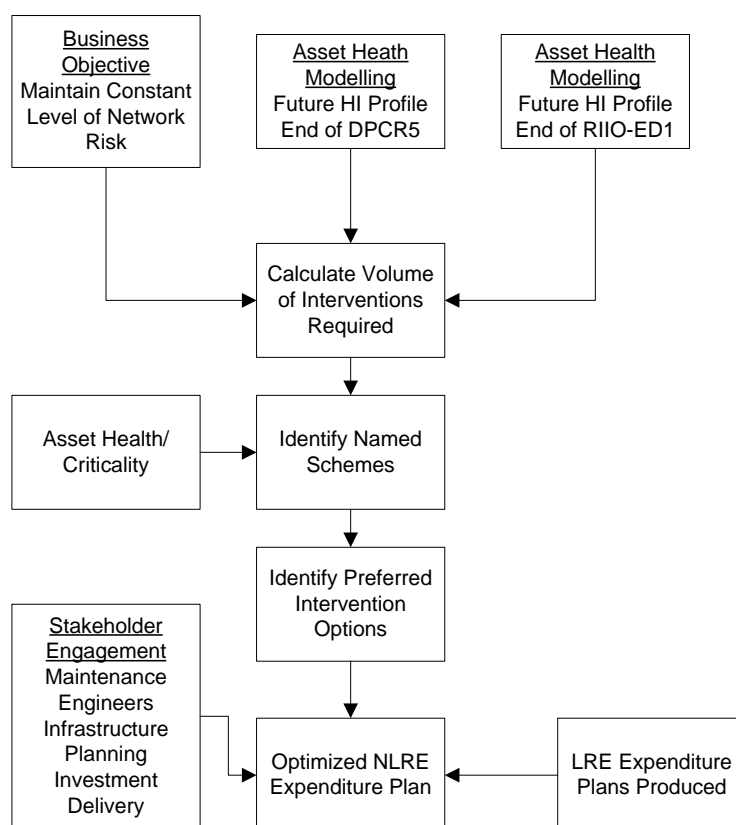 Business
Objective
Maintain Constant
Level of Network
Risk
Asset Heath
Modelling
Future HI Profile
End of DPCR5
Asset Health
Modelling
Future HI Profile
End of RIIO-ED1
Calculate Volume
of Interventions
Required
Asset Health/
Criticality
Identify Named
Schemes
Identify Preferred
Intervention
Options
Stakeholder
Engagement
Maintenance
Engineers
Infrastructure
Planning
Investment
Delivery
Optimized NLRE
Expenditure Plan
LRE Expenditure
Plans Produced